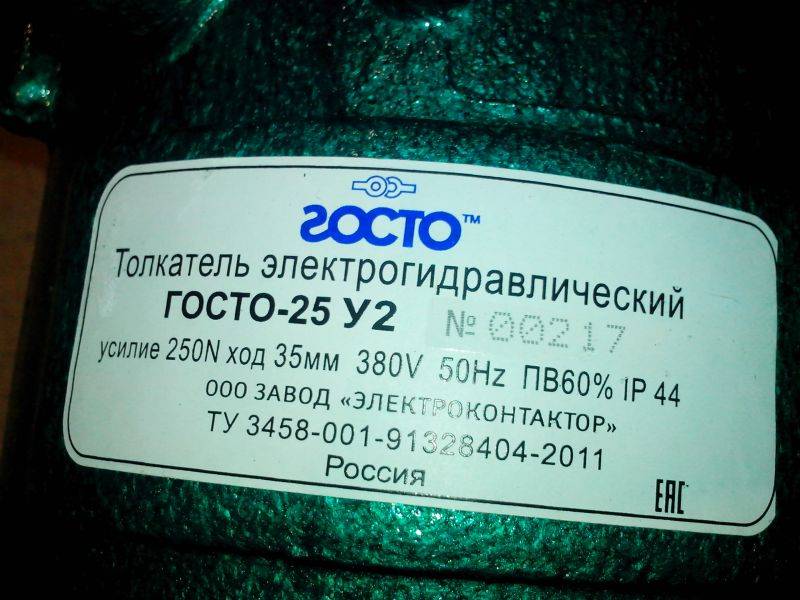 ГОСТО™
Толкатель электрогидравлический
ГОСТО-25 У2 № 00217
усилие 250N ход 35мм 380V 50Hz ПВ60% IP 44
ООО ЗАВОД «ЭЛЕКТРОКОНТАКТОР»
ТУ 3458-001-91328404-2011
Россия
EAC